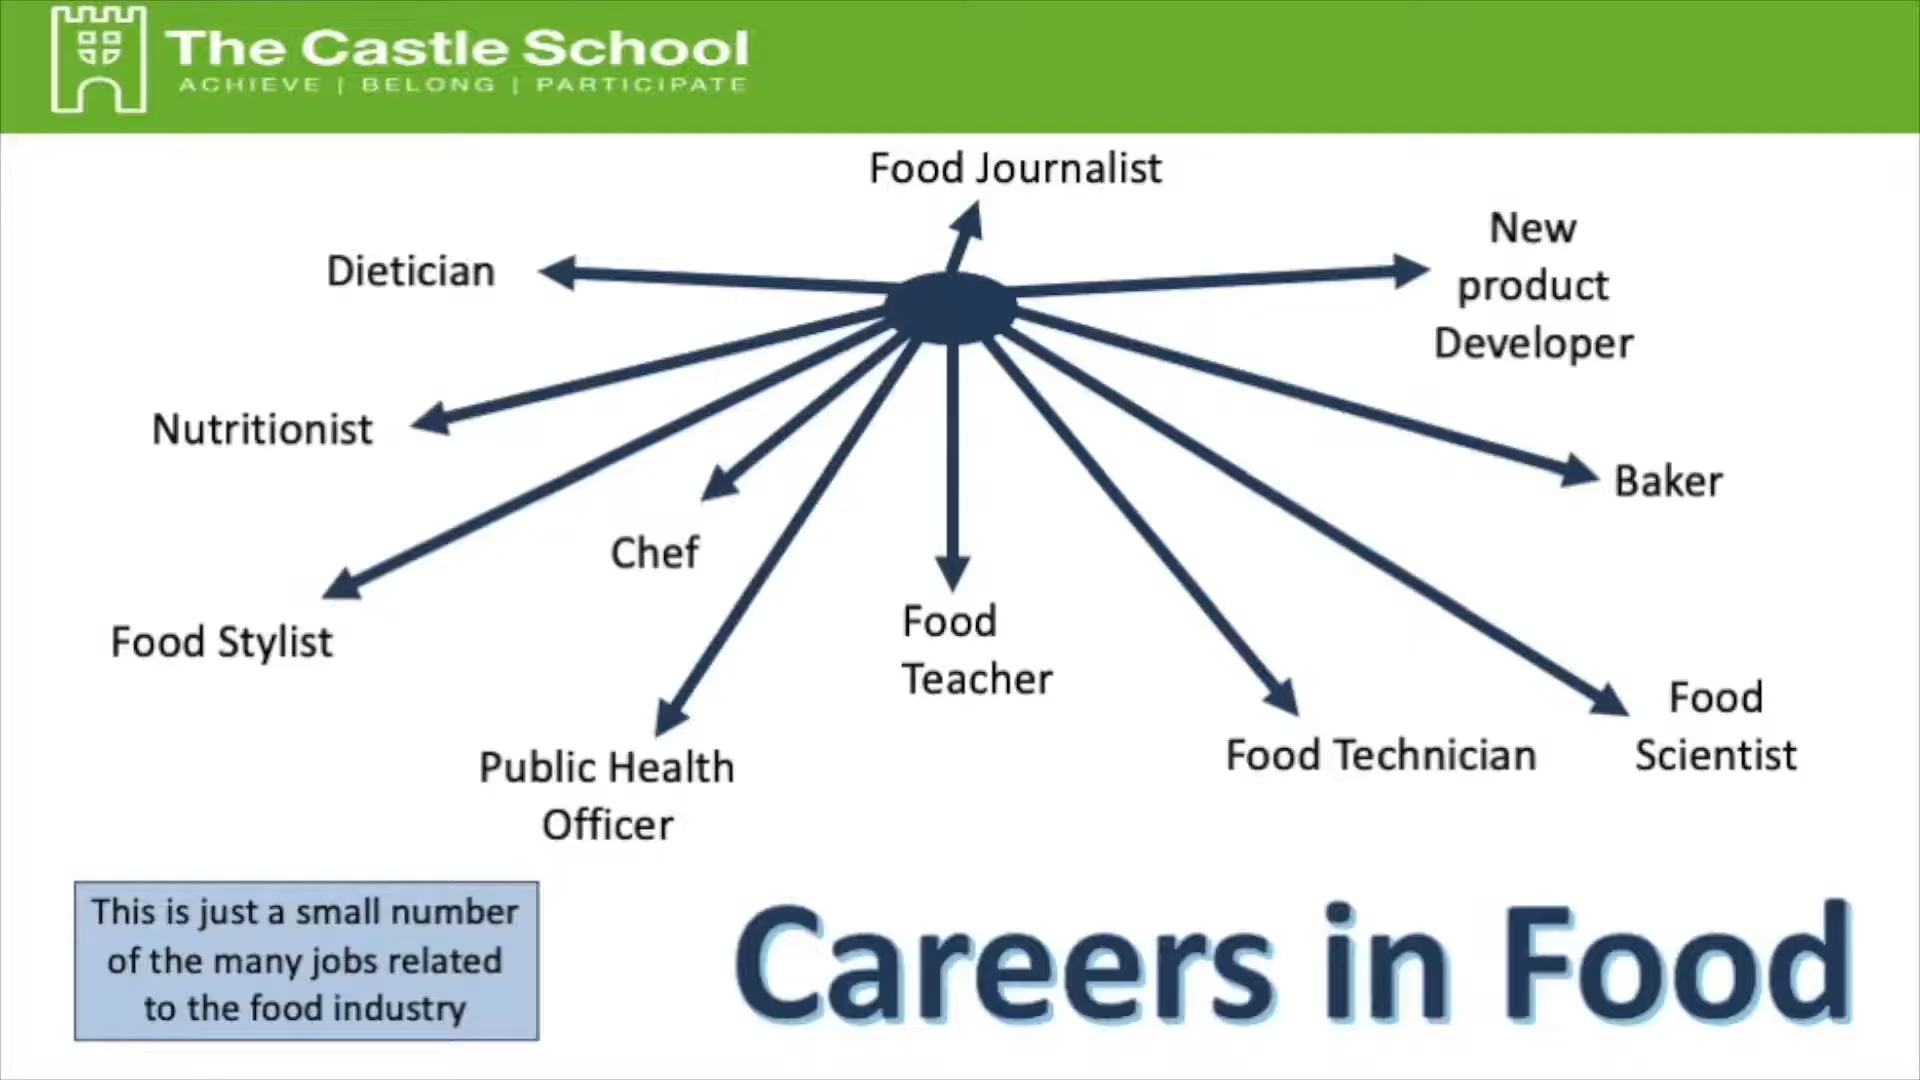 The Castle School
ACHIEVE | BELONG | PARTICIPATE
Food Journalist
New
product
Developer
Dietician
Nutritionist
Baker
Chef
Food Stylist
Food
Teacher
Public Health
Officer
Food Technician
Food
Scientist
This is just a small number
of the many jobs related
to the food industry
Careers in Food